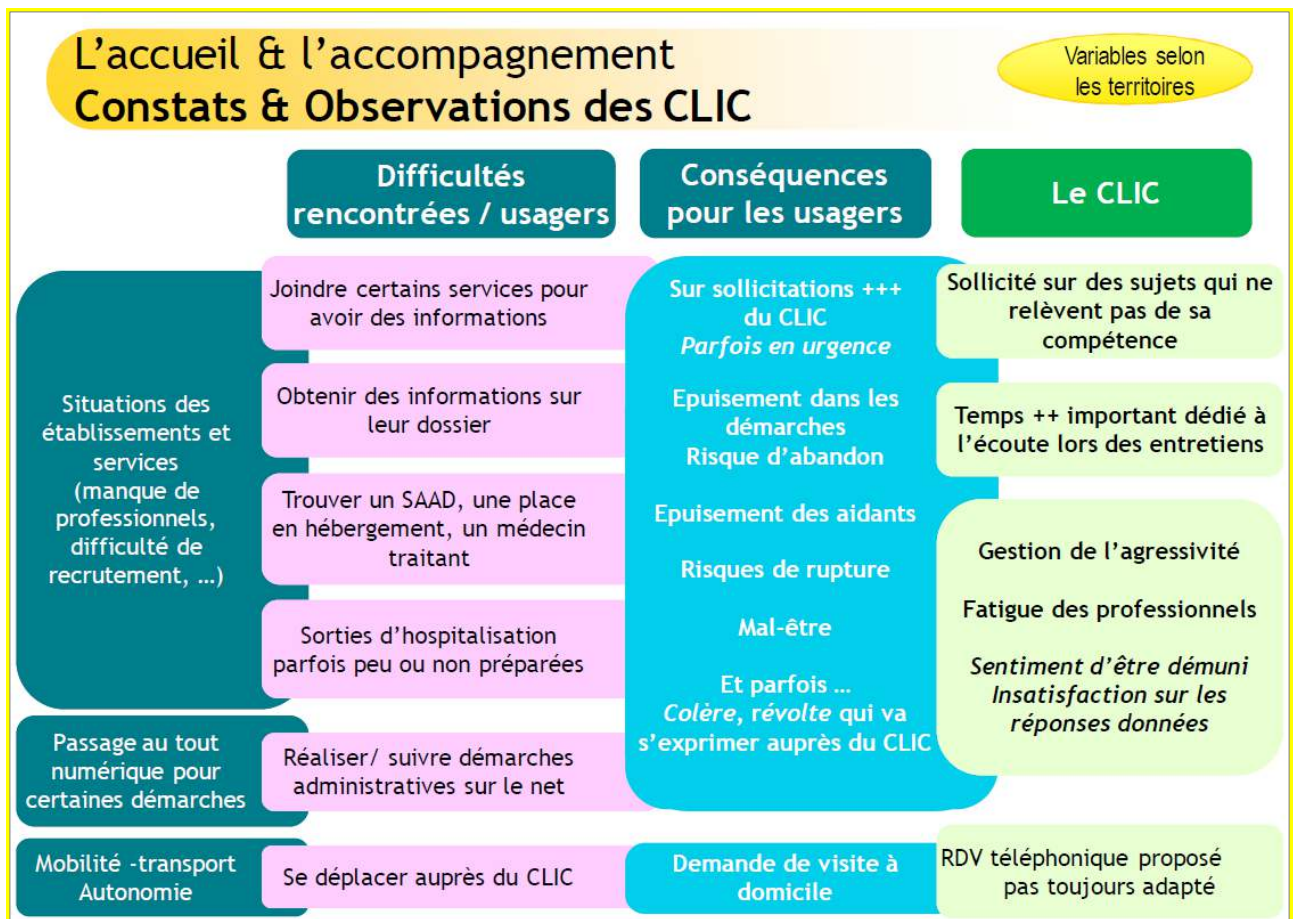 L'accueil & l'accompagnement
Constats & Observations des CLIC
Variables selon
les territoires
Difficultés
rencontrées / usagers
Conséquences
pour les usagers
Le CLIC
Situations des
établissements et
services
(manque de
professionnels,
difficulté de
recrutement, ...)
Joindre certains services pour
avoir des informations
Obtenir des informations sur
leur dossier
Trouver un SAAD, une place
en hébergement, un médecin
traitant
Sorties d'hospitalisation
parfois peu ou non préparées
Sur sollicitations +++
du CLIC
Parfois en urgence
Epuisement dans les
démarches
Risque d'abandon
Epuisement des aidants
Risques de rupture
Mal-être
Et parfois ...
Colère, révolte qui va
s'exprimer auprès du CLIC
Sollicité sur des sujets qui ne
relèvent pas de sa
compétence
Temps ++ important dédié à
l'écoute lors des entretiens
Gestion de l'agressivité
Fatigue des professionnels
Sentiment d'être démuni
Insatisfaction sur les
réponses données
Passage au tout
numérique pour
certaines démarches
Réaliser/ suivre démarches
administratives sur le net
Mobilité -transport
Autonomie
Se déplacer auprès du CLIC
Demande de visite à
domicile
RDV téléphonique proposé
pas toujours adapté